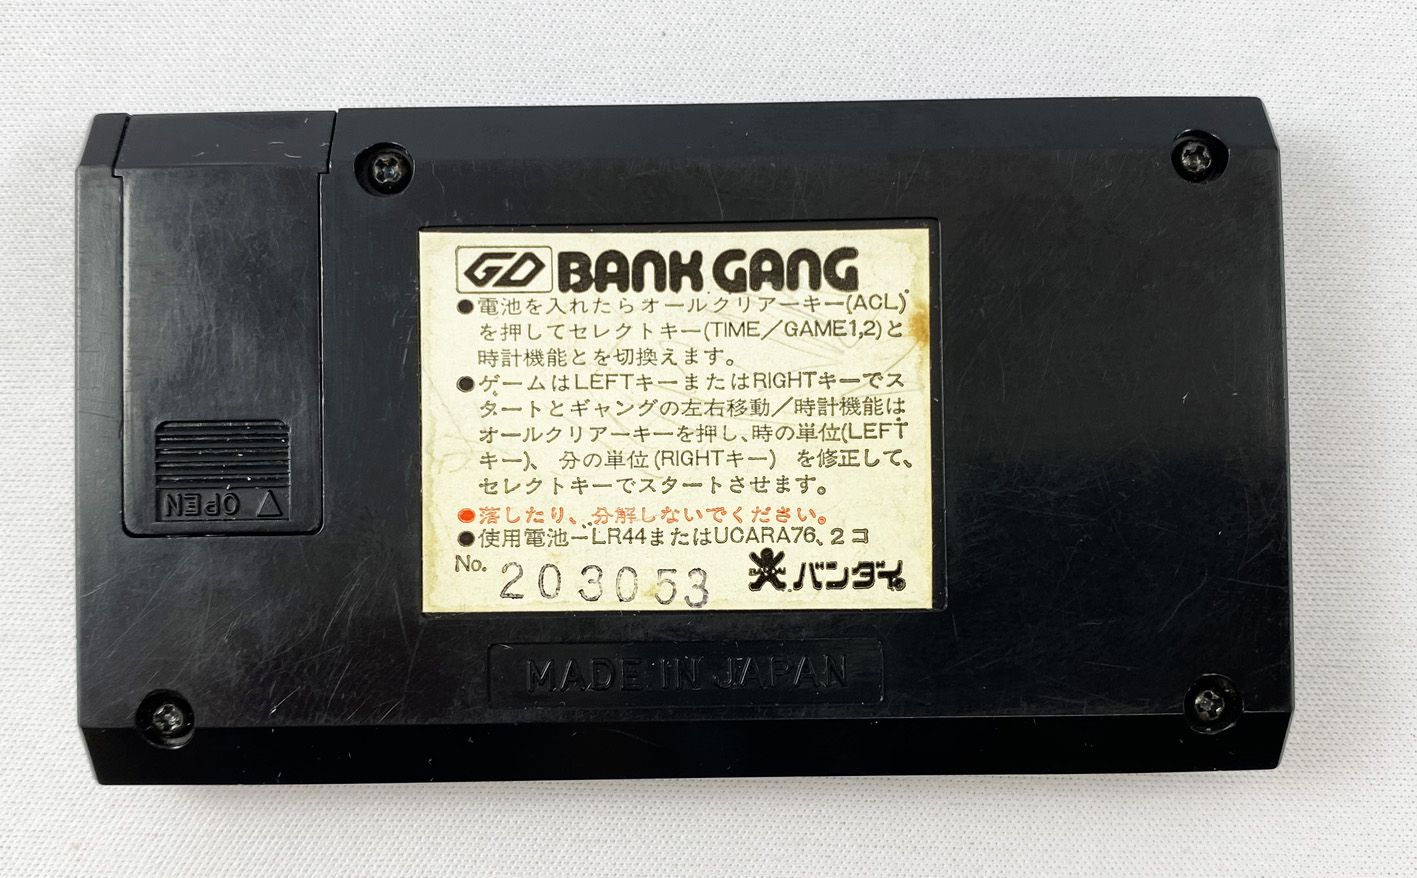 GD BANK GANG
●電池を入れたらオールクリアーキー(ACL)
を押してセレクトキー(TIME／GAME1,2)と
時計機能とを切換えます。
●ゲームはLEFTキーまたはRIGHTキーでス
タートとギャングの左右移動／時計機能は
オールクリアーキーを押し、時の単位(LEFT
キー)、分の単位(RIGHTキー)を修正して、
セレクトキーでスタートさせます。
●落したり、分解しないでください。
●使用電池—LR44またはUCARA76、2コ
No. 203053 バンダイ
OPEN
MADE IN JAPAN